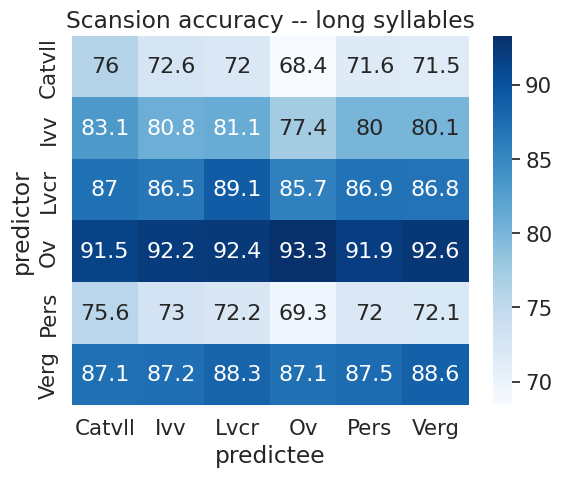 Scansion accuracy -- long syllables
predictor
Catvll 76 72.6 72 68.4 71.6 71.5
Ivv 83.1 80.8 81.1 77.4 80 80.1
Lvcr 87 86.5 89.1 85.7 86.9 86.8
Ov 91.5 92.2 92.4 93.3 91.9 92.6
Pers 75.6 73 72.2 69.3 72 72.1
Verg 87.1 87.2 88.3 87.1 87.5 88.6
Catvll Ivv Lvcr Ov Pers Verg
predictee
90
85
80
75
70